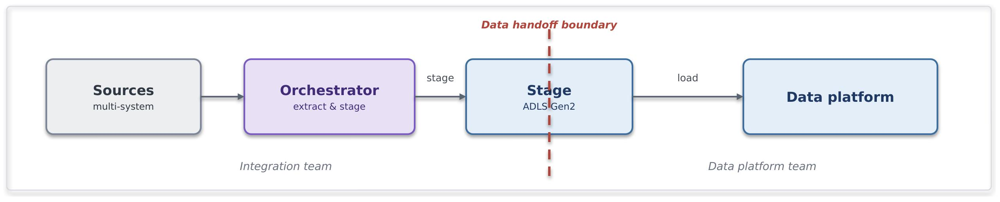 Data handoff boundary
Sources
multi-system
Orchestrator
extract & stage
stage
Stage
ADLS Gen2
load
Data platform
Integration team
Data platform team